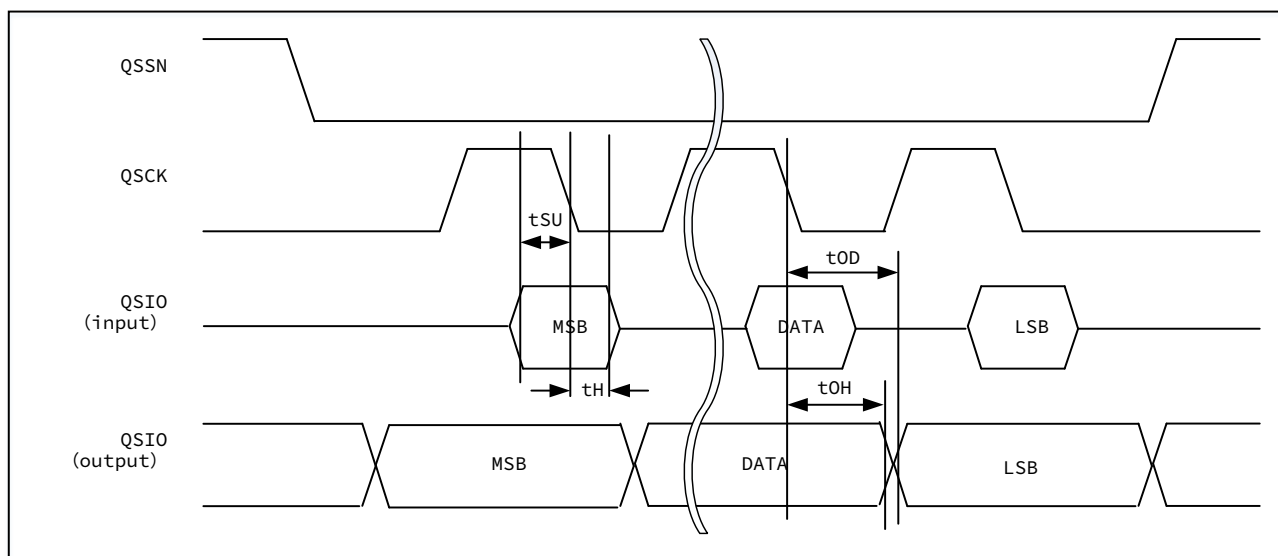 QSSN
QSCK
tSU
tOD
QSIO
(input)
MSB
DATA
LSB
tH
tOH
QSIO
(output)
MSB
DATA
LSB